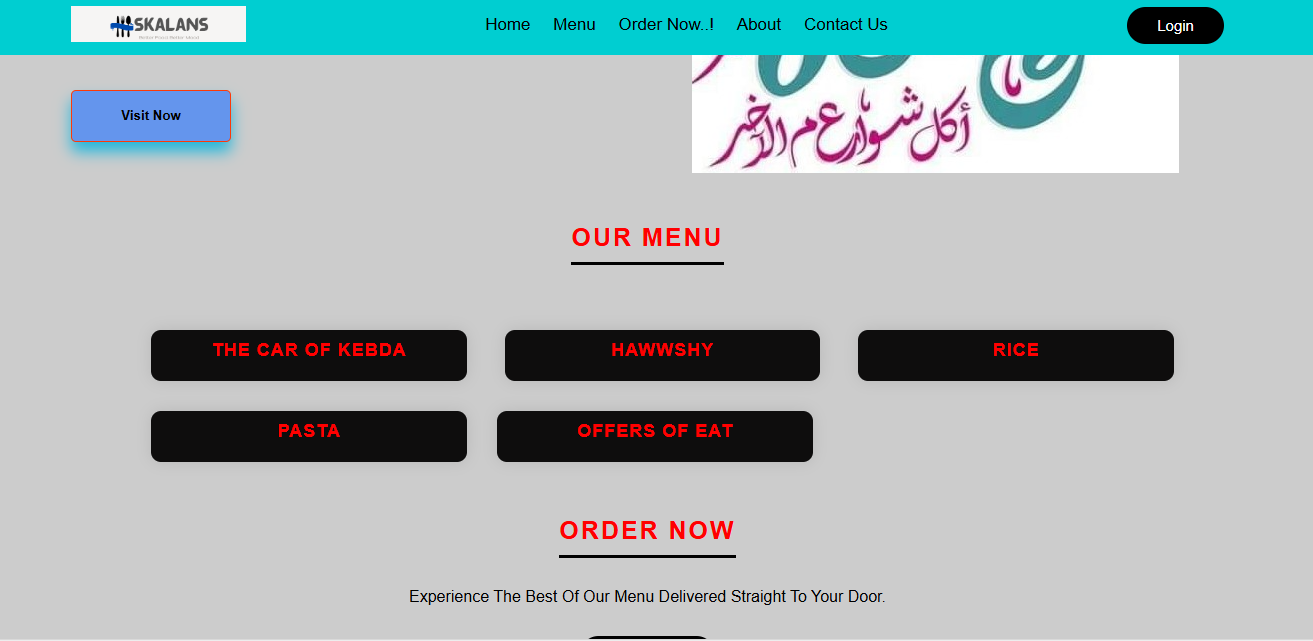 SKALANS
Home Menu Order Now..! About Contact Us
Login
Visit Now
أكل شوارع م الآخر
OUR MENU
THE CAR OF KEBDA HAWWSHY RICE
PASTA OFFERS OF EAT
ORDER NOW
Experience The Best Of Our Menu Delivered Straight To Your Door.